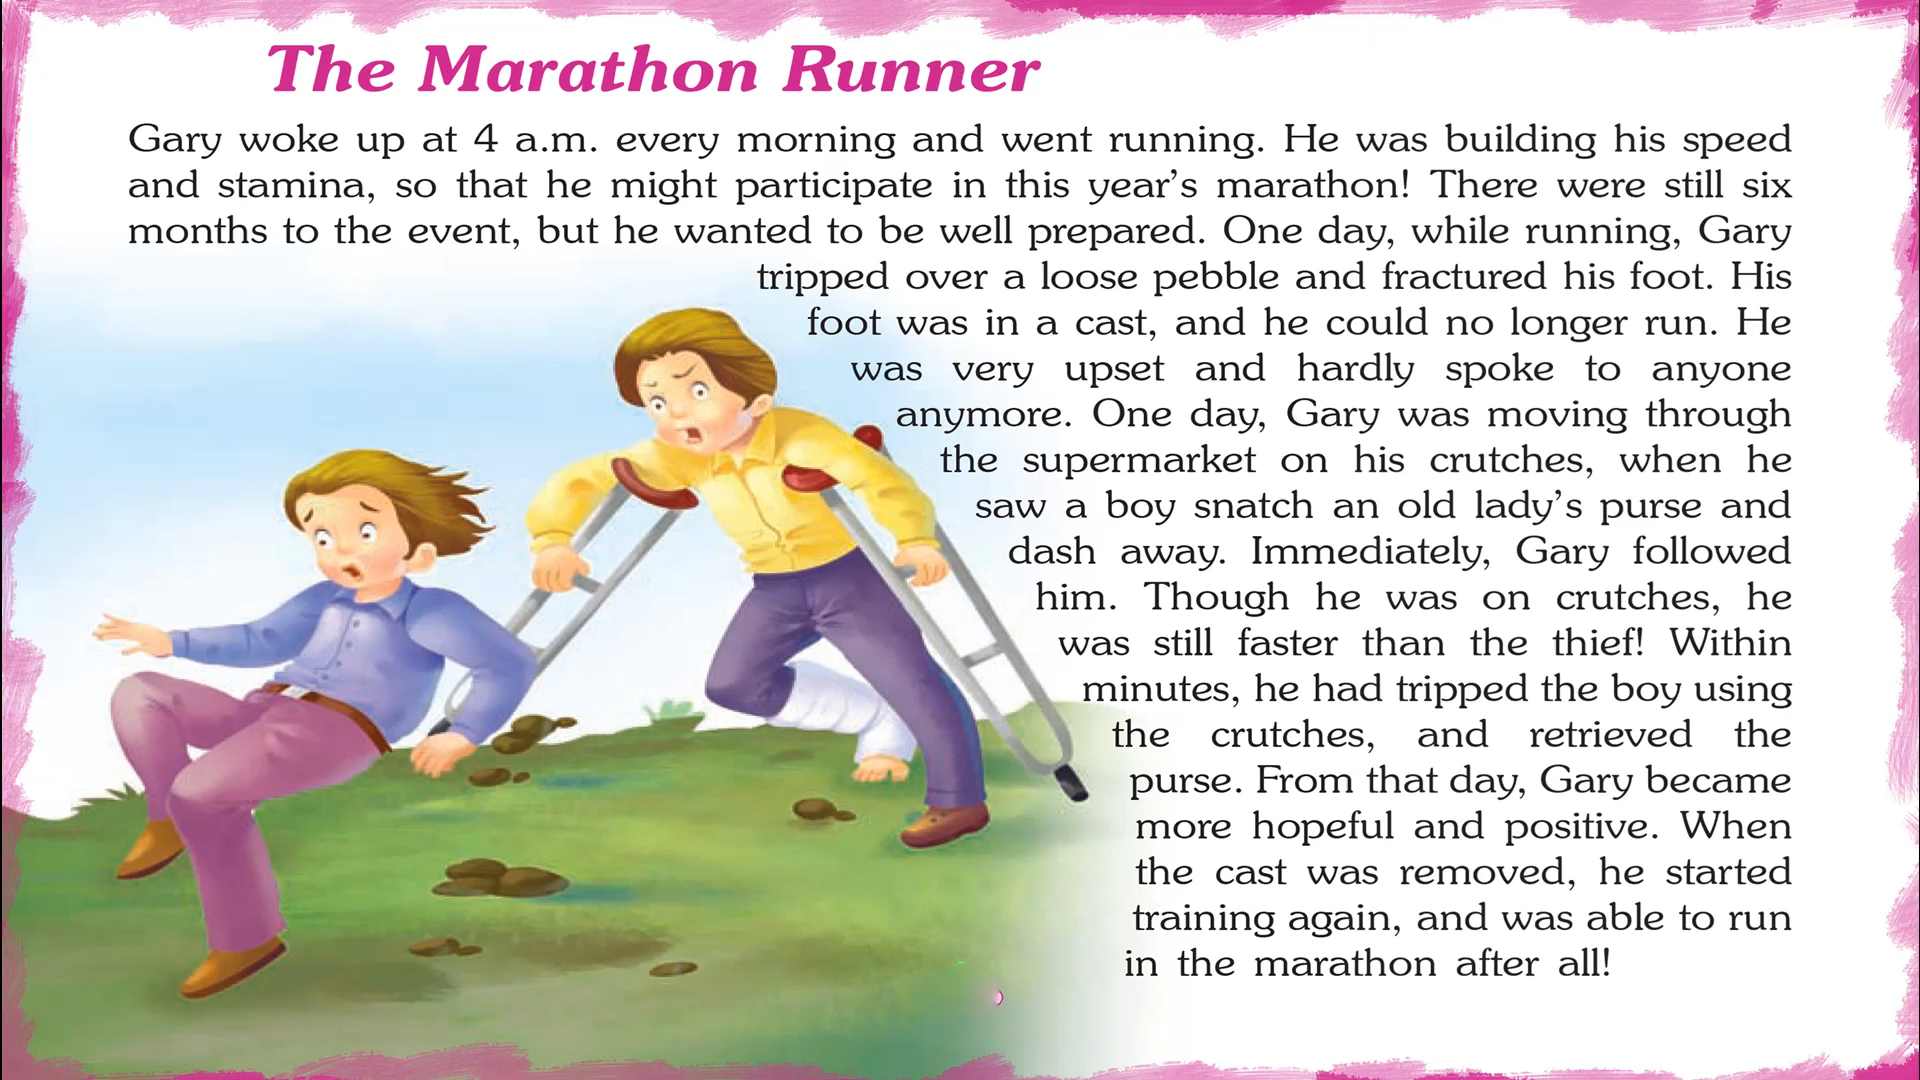 The Marathon Runner
Gary woke up at 4 a.m. every morning and went running. He was building his speed
and stamina, so that he might participate in this year's marathon! There were still six
months to the event, but he wanted to be well prepared. One day, while running, Gary
tripped over a loose pebble and fractured his foot. His
foot was in a cast, and he could no longer run. He
was very upset and hardly spoke to anyone
anymore. One day, Gary was moving through
the supermarket on his crutches, when he
saw a boy snatch an old lady's purse and
dash away. Immediately, Gary followed
him. Though he was on crutches, he
was still faster than the thief! Within
minutes, he had tripped the boy using
the crutches, and retrieved the
purse. From that day, Gary became
more hopeful and positive. When
the cast was removed, he started
training again, and was able to run
in the marathon after all!